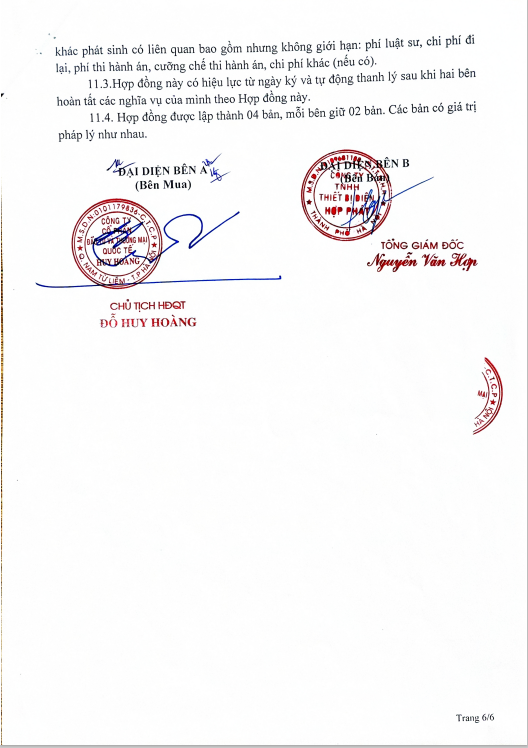 khác phát sinh có liên quan bao gồm nhưng không giới hạn: phí luật sư, chi phí đi
lại, phí thi hành án, cưỡng chế thi hành án, chi phí khác (nếu có).
11.3.Hợp đồng này có hiệu lực từ ngày ký và tự động thanh lý sau khi hai bên
hoàn tất các nghĩa vụ của mình theo Hợp đồng này.
11.4. Hợp đồng được lập thành 04 bản, mỗi bên giữ 02 bản. Các bản có giá trị
pháp lý như nhau.
ĐẠI DIỆN BÊN A
(Bên Mua)
M.S.D.N:0101179836-C.T.C.P
CÔNG TY
CỔ PHẦN
ĐẦU TƯ VÀ THƯƠNG MẠI
QUỐC TẾ
HUY HOÀNG
Q. NAM TỪ LIÊM - T.P HÀ NỘI
CHỦ TỊCH HĐQT
ĐỖ HUY HOÀNG
ĐẠI DIỆN BÊN B
(Bên Bán)
CÔNG TY
TNHH
THIẾT BỊ ĐIỆN
HỢP PHÁT
THÀNH PHỐ HÀ NỘI
TỔNG GIÁM ĐỐC
Nguyễn Văn Hợp
C.T.C.P
MẠI
HÀ NỘI
Trang 6/6